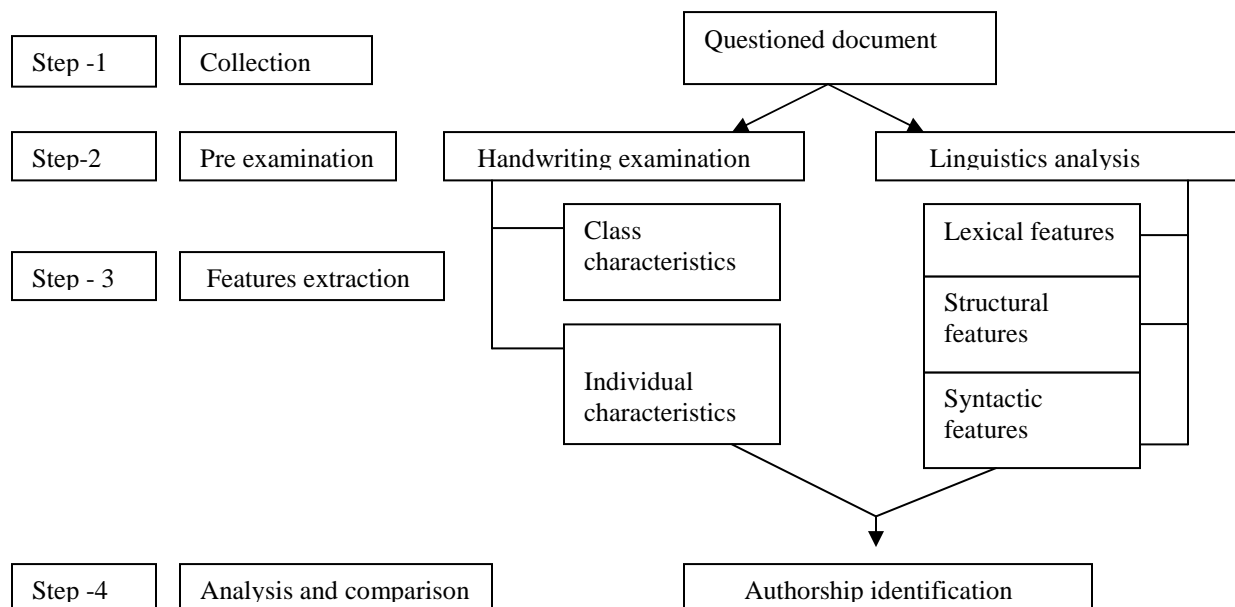 Questioned document
Step -1
Collection
Step-2
Pre examination
Handwriting examination
Linguistics analysis
Class
characteristics
Lexical features
Step - 3
Features extraction
Structural
features
Individual
characteristics
Syntactic
features
Step -4
Analysis and comparison
Authorship identification